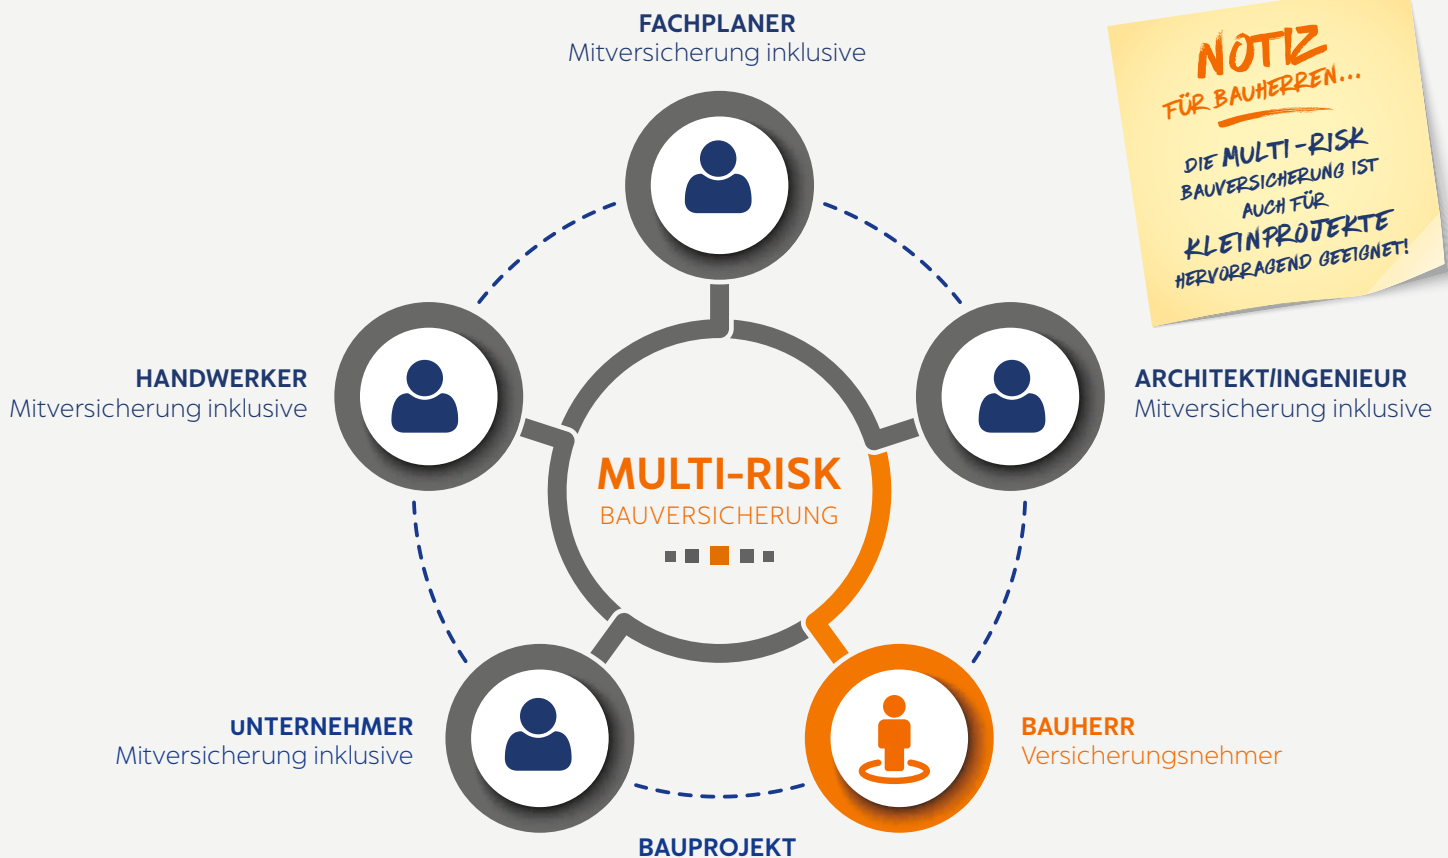 FACHPLANER
Mitversicherung inklusive
NOTIZ
FÜR BAUHERREN...
DIE MULTI-RISK
BAUVERSICHERUNG IST
AUCH FÜR
KLEINPROJEKTE
HERVORRAGEND GEEIGNET!
HANDWERKER
Mitversicherung inklusive
ARCHITEKT/INGENIEUR
Mitversicherung inklusive
MULTI-RISK
BAUVERSICHERUNG
uNTERNEHMER
Mitversicherung inklusive
BAUHERR
Versicherungsnehmer
BAUPROJEKT